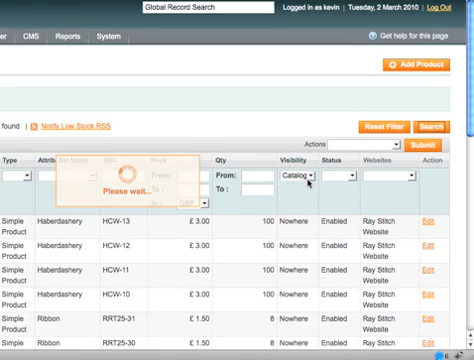 Global Record Search
Logged in as kevin | Tuesday, 2 March 2010 | Log Out
er CMS Reports System Get help for this page
Add Product
found | Notify Low Stock RSS Reset Filter Search
Actions Submit
Type Attrib. Set Name SKU Price Qty Visibility Status Websites Action
From: From: Catalog
To: To:
In: GBP
Please wait...
Simple Product Haberdashery HCW-13 £ 3.00 100 Nowhere Enabled Ray Stitch Website Edit
Simple Product Haberdashery HCW-12 £ 3.00 100 Nowhere Enabled Ray Stitch Website Edit
Simple Product Haberdashery HCW-11 £ 3.00 100 Nowhere Enabled Ray Stitch Website Edit
Simple Product Haberdashery HCW-10 £ 3.00 100 Nowhere Enabled Ray Stitch Website Edit
Simple Product Ribbon RRT25-31 £ 1.50 8 Nowhere Enabled Ray Stitch Website Edit
Simple Ribbon RRT25-30 £ 1.50 8 Nowhere Enabled Ray Stitch Edit